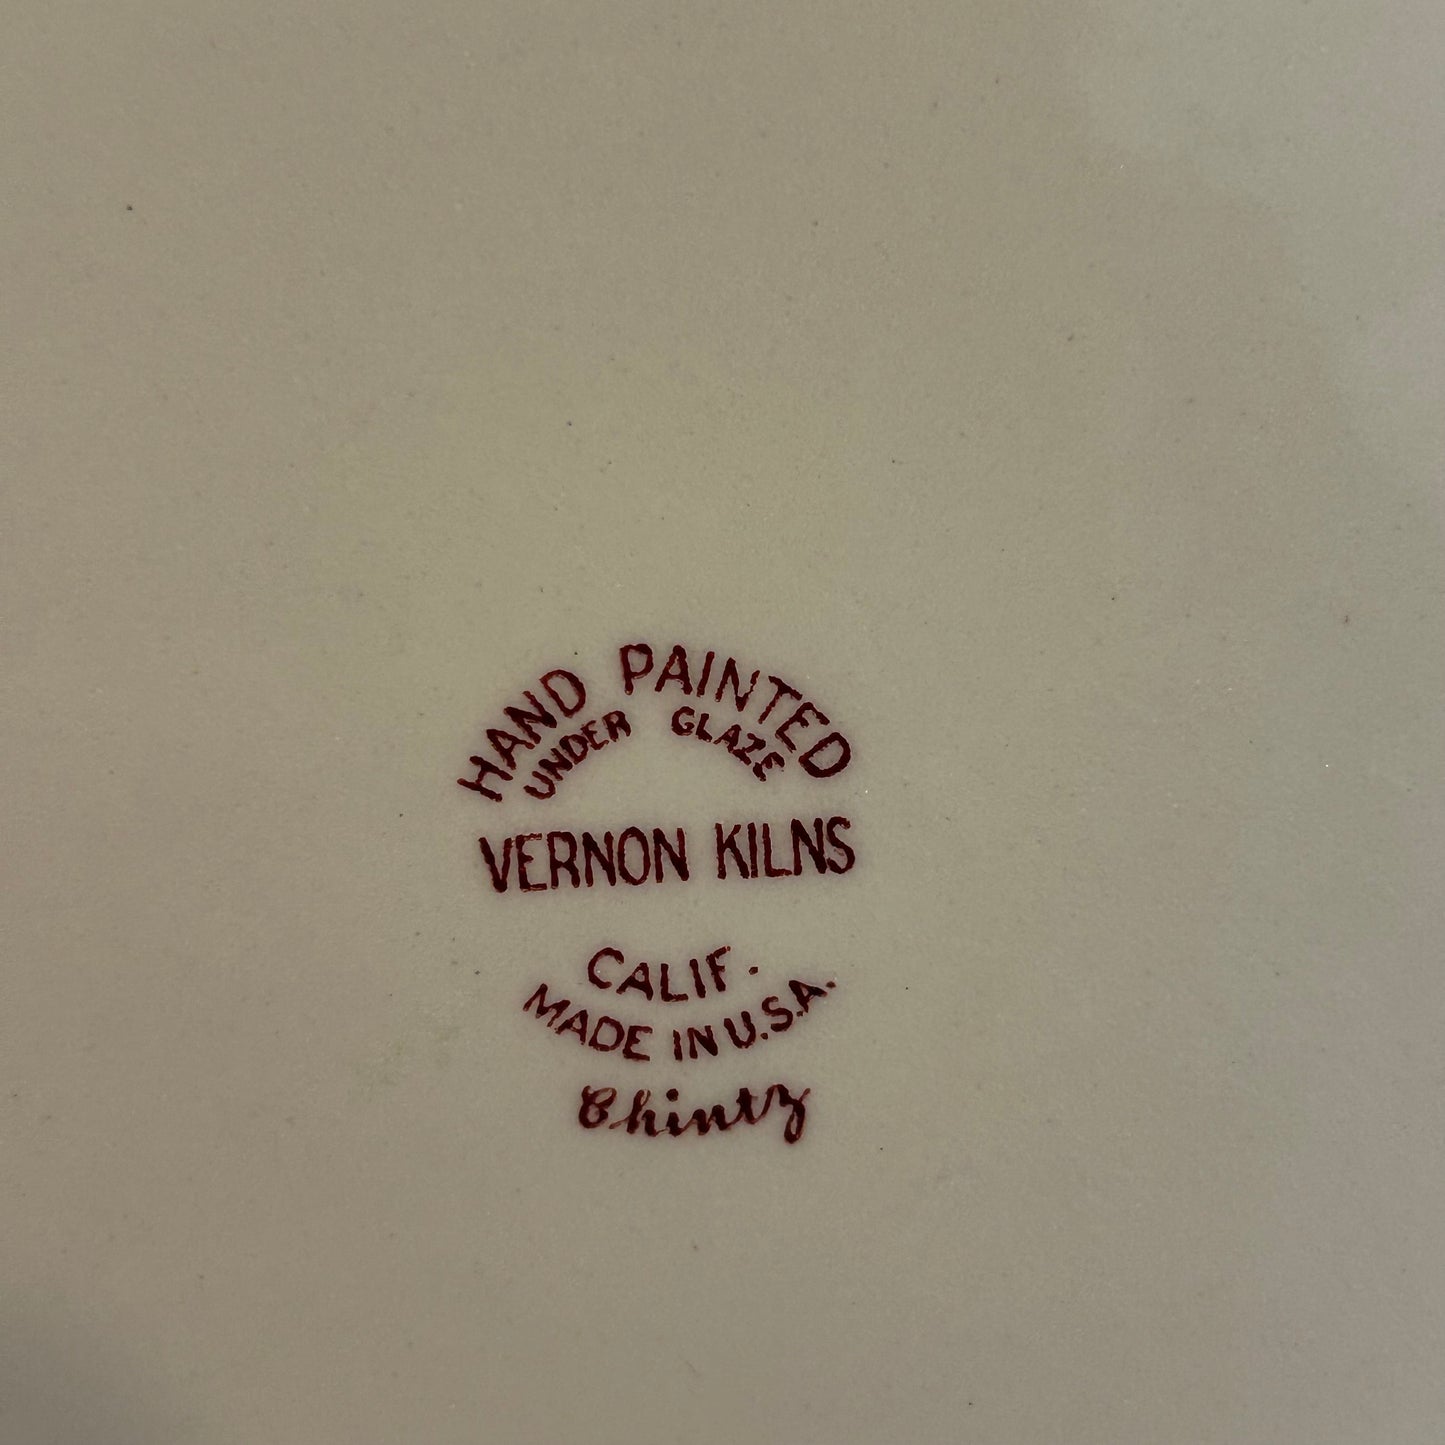 HAND PAINTED
UNDER GLAZE
VERNON KILNS
CALIF.
MADE IN U.S.A.
Chintz